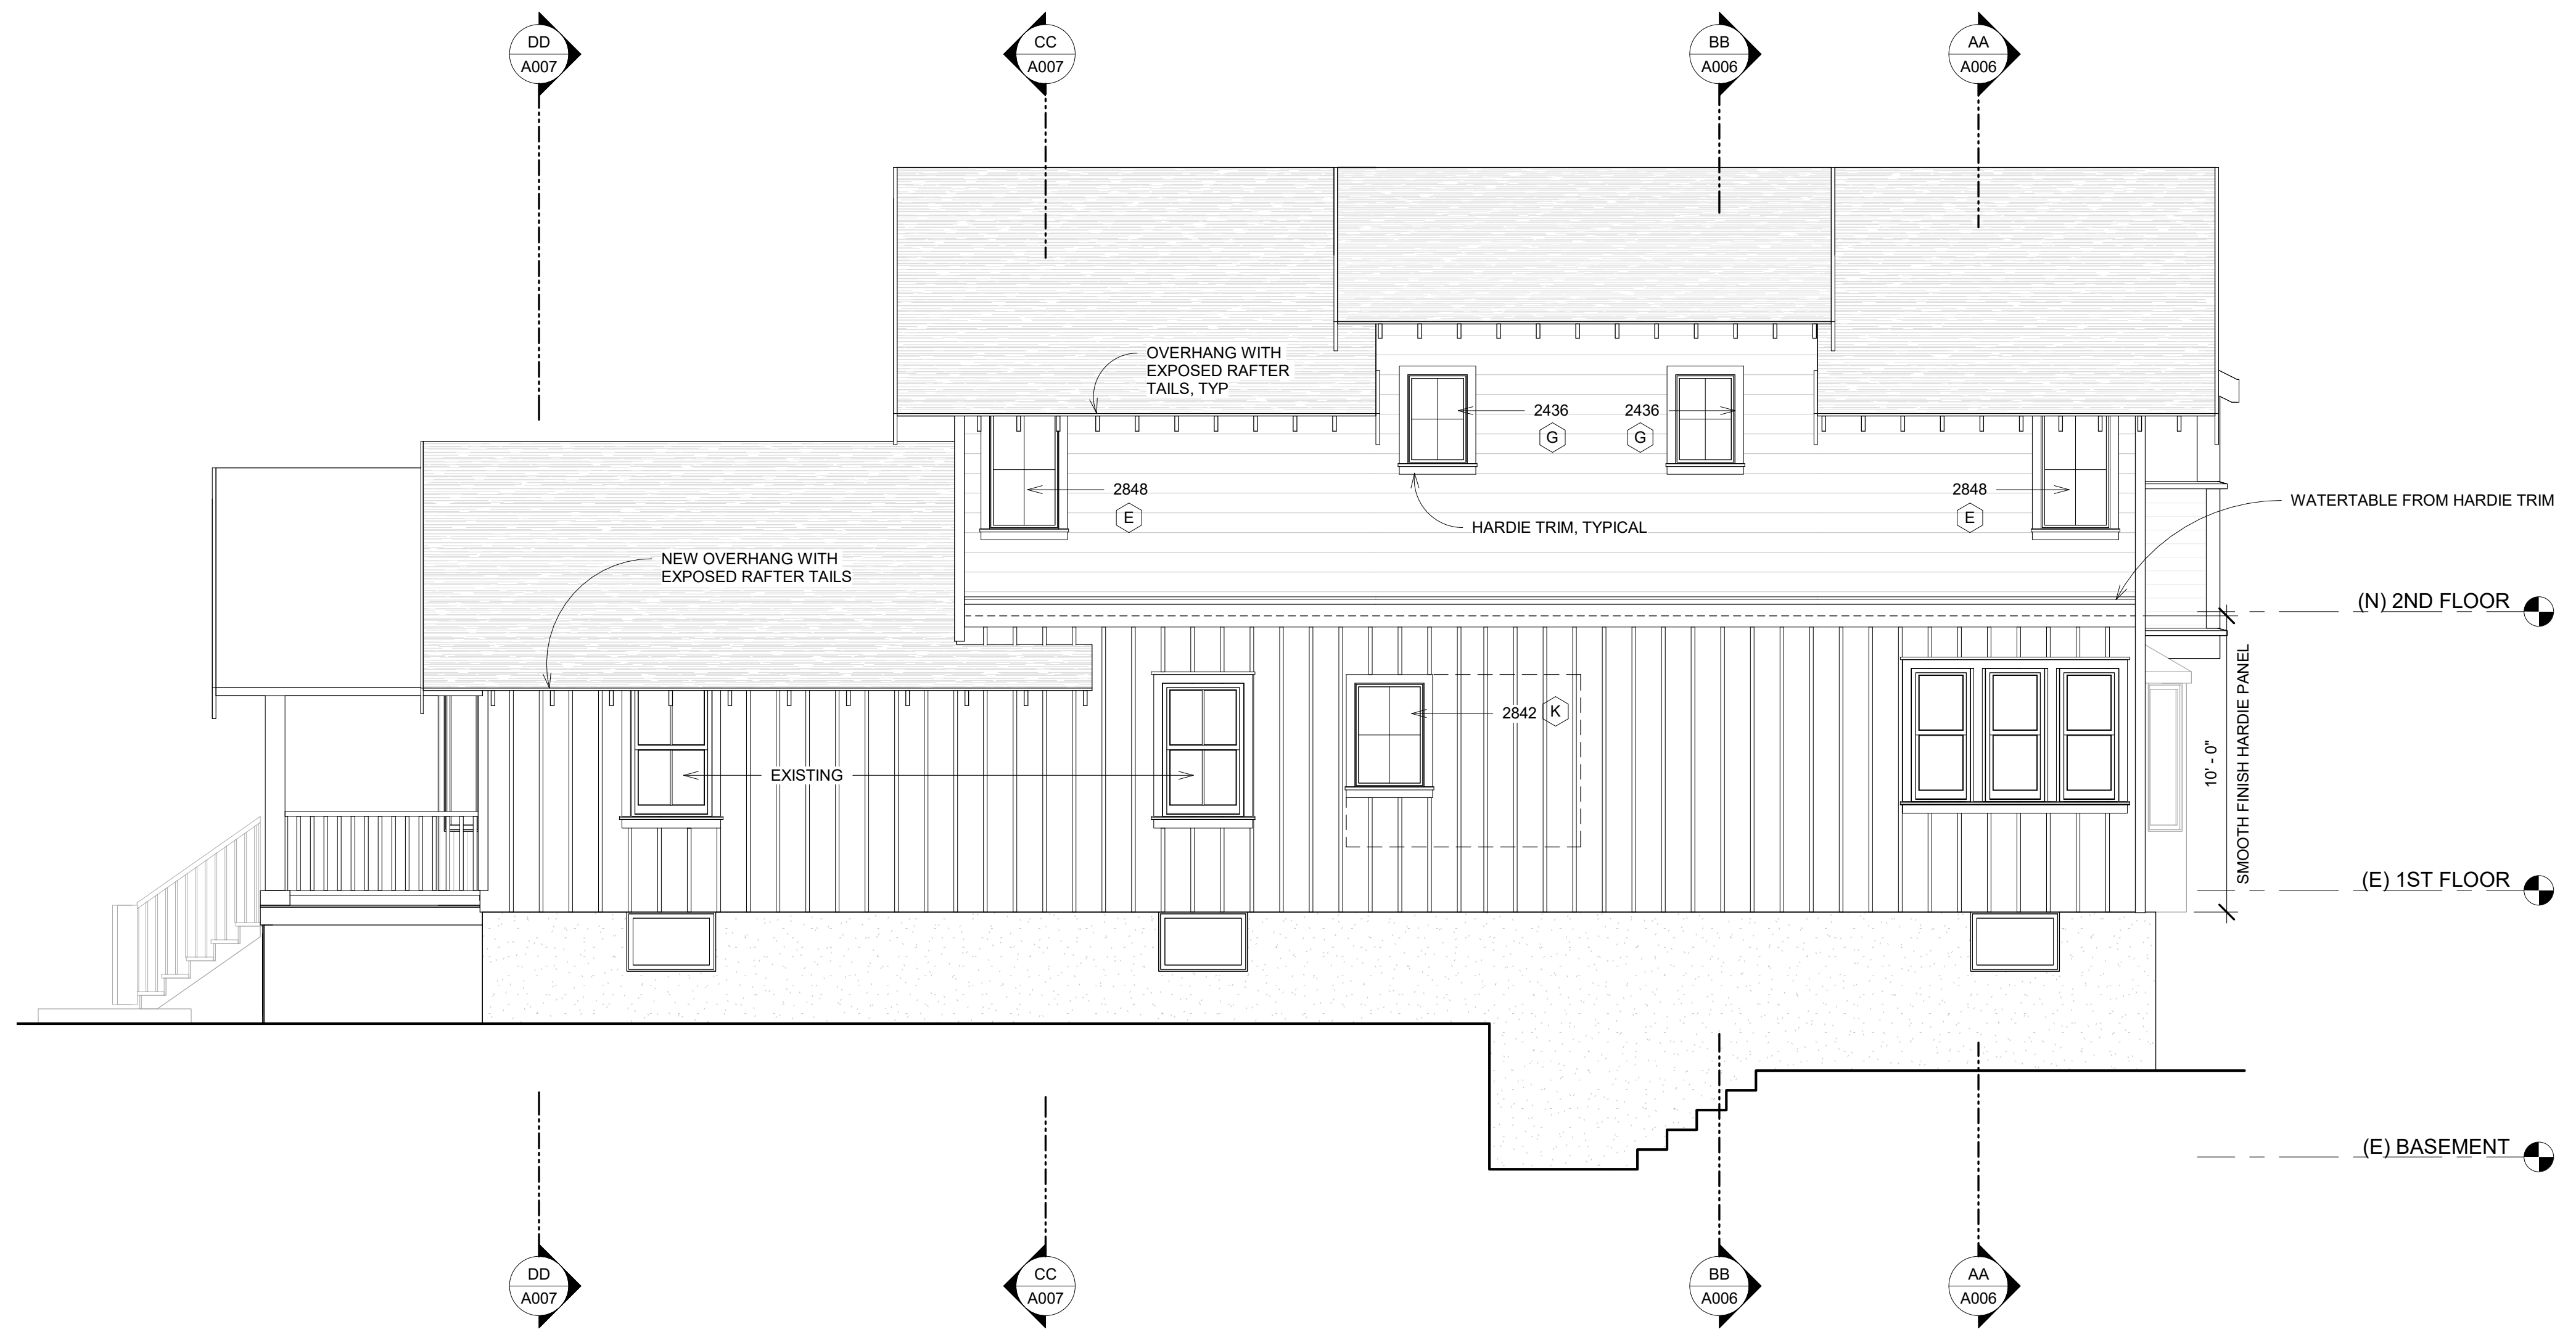 DD
A007
CC
A007
BB
A006
AA
A006
OVERHANG WITH
EXPOSED RAFTER
TAILS, TYP
2436
G
2436
G
2848
E
2848
E
HARDIE TRIM, TYPICAL
WATERTABLE FROM HARDIE TRIM
NEW OVERHANG WITH
EXPOSED RAFTER TAILS
(N) 2ND FLOOR
2842
K
EXISTING
10' - 0"
SMOOTH FINISH HARDIE PANEL
(E) 1ST FLOOR
(E) BASEMENT
DD
A007
CC
A007
BB
A006
AA
A006